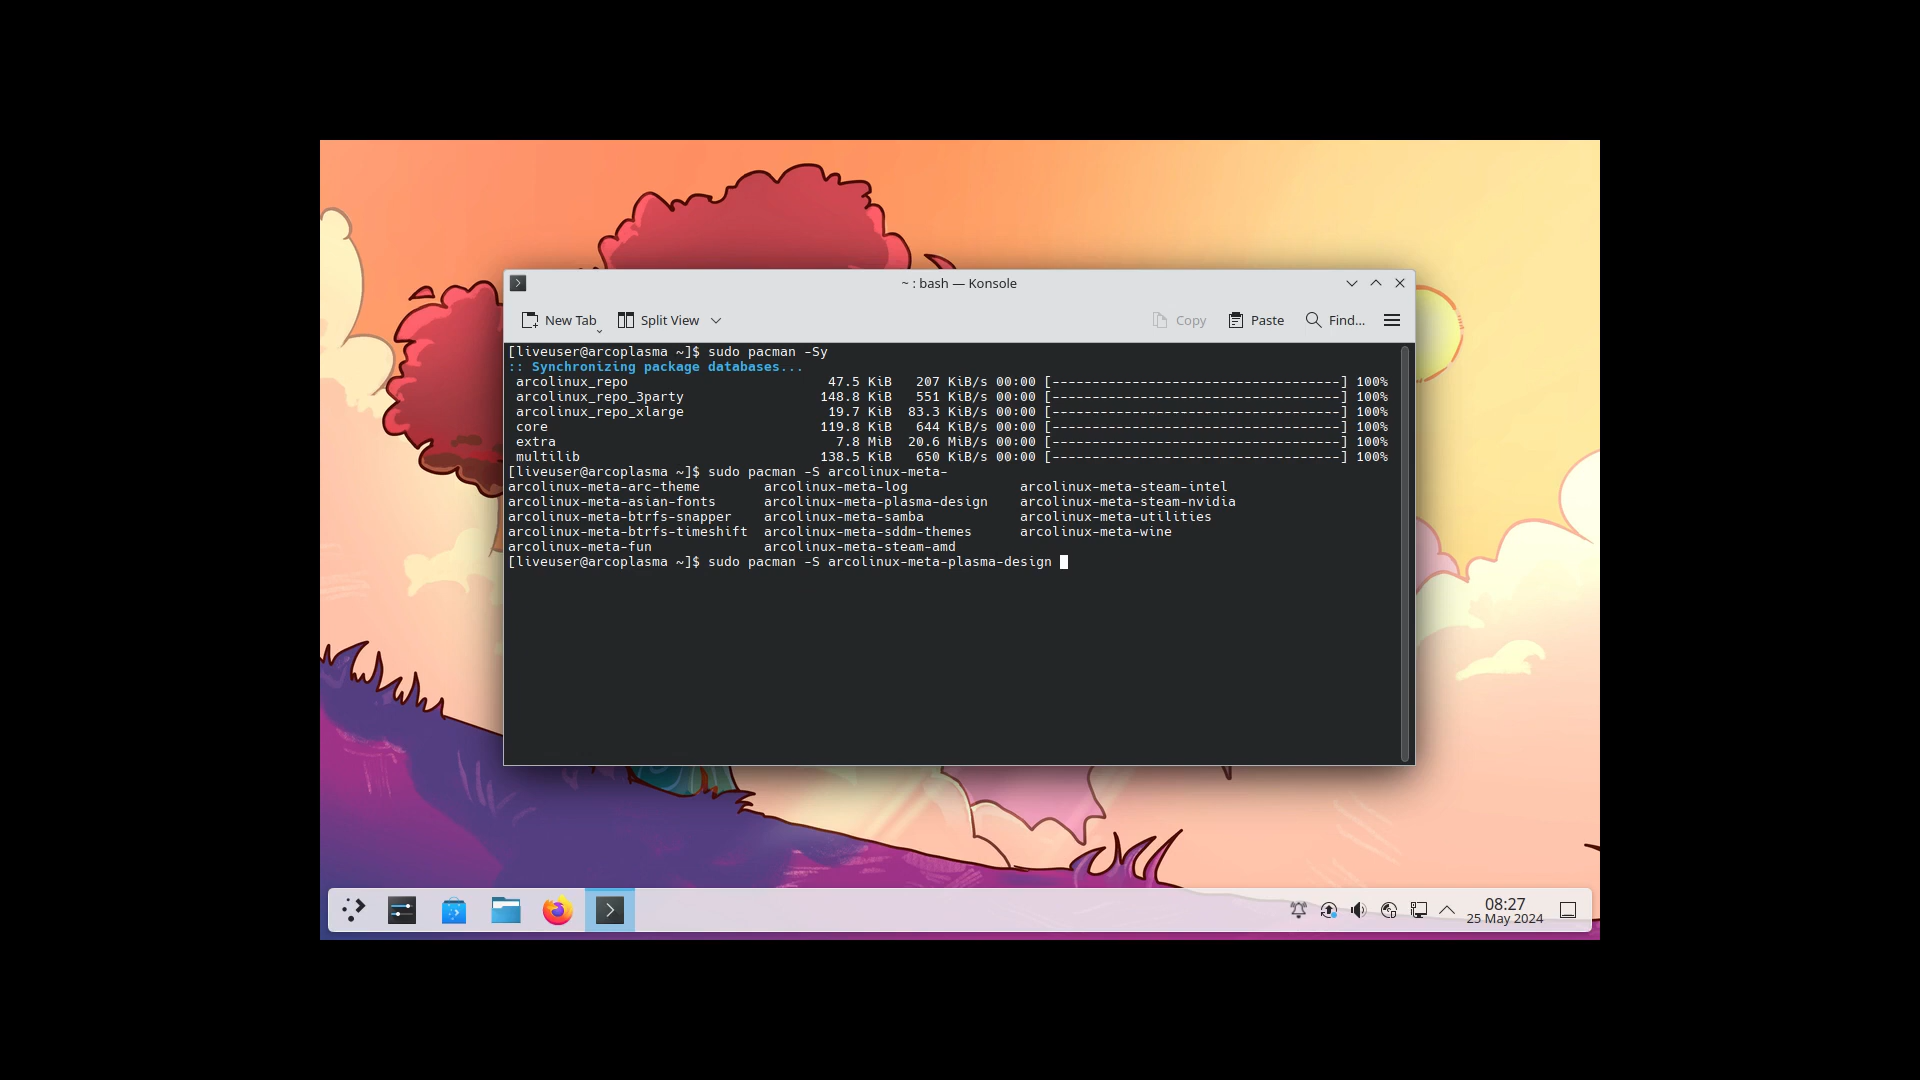 ~ : bash — Konsole
New Tab Split View Copy Paste Find...
[liveuser@arcoplasma ~]$ sudo pacman -Sy
:: Synchronizing package databases...
arcolinux_repo 47.5 KiB 207 KiB/s 00:00 [------------------------------------] 100%
arcolinux_repo_3party 148.8 KiB 551 KiB/s 00:00 [------------------------------------] 100%
arcolinux_repo_xlarge 19.7 KiB 83.3 KiB/s 00:00 [------------------------------------] 100%
core 119.8 KiB 644 KiB/s 00:00 [------------------------------------] 100%
extra 7.8 MiB 20.6 MiB/s 00:00 [------------------------------------] 100%
multilib 138.5 KiB 650 KiB/s 00:00 [------------------------------------] 100%
[liveuser@arcoplasma ~]$ sudo pacman -S arcolinux-meta-
arcolinux-meta-arc-theme arcolinux-meta-log arcolinux-meta-steam-intel
arcolinux-meta-asian-fonts arcolinux-meta-plasma-design arcolinux-meta-steam-nvidia
arcolinux-meta-btrfs-snapper arcolinux-meta-samba arcolinux-meta-utilities
arcolinux-meta-btrfs-timeshift arcolinux-meta-sddm-themes arcolinux-meta-wine
arcolinux-meta-fun arcolinux-meta-steam-amd
[liveuser@arcoplasma ~]$ sudo pacman -S arcolinux-meta-plasma-design
08:27
25 May 2024